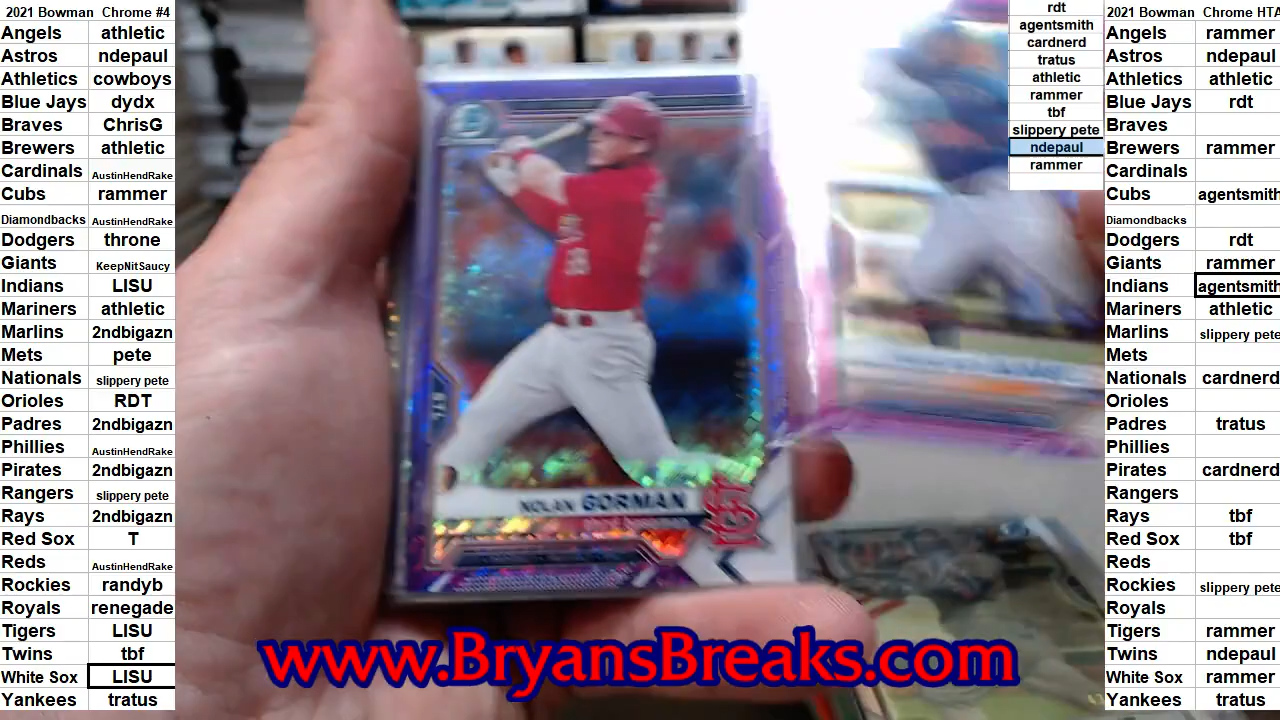 2021 Bowman Chrome #4
Angels athletic
Astros ndepaul
Athletics cowboys
Blue Jays dydx
Braves ChrisG
Brewers athletic
Cardinals AustinHendRake
Cubs rammer
Diamondbacks AustinHendRake
Dodgers throne
Giants KeepNitSaucy
Indians LISU
Mariners athletic
Marlins 2ndbigazn
Mets pete
Nationals slippery pete
Orioles RDT
Padres 2ndbigazn
Phillies AustinHendRake
Pirates 2ndbigazn
Rangers slippery pete
Rays 2ndbigazn
Red Sox T
Reds AustinHendRake
Rockies randyb
Royals renegade
Tigers LISU
Twins tbf
White Sox LISU
Yankees tratus
NOLAN GORMAN
www.BryansBreaks.com
rdt
agentsmith
cardnerd
tratus
athletic
rammer
tbf
slippery pete
ndepaul
rammer
2021 Bowman Chrome HTA
Angels rammer
Astros ndepaul
Athletics athletic
Blue Jays rdt
Braves
Brewers rammer
Cardinals
Cubs agentsmith
Diamondbacks
Dodgers rdt
Giants rammer
Indians agentsmith
Mariners athletic
Marlins slippery pete
Mets
Nationals cardnerd
Orioles
Padres tratus
Phillies
Pirates cardnerd
Rangers
Rays tbf
Red Sox tbf
Reds
Rockies slippery pete
Royals
Tigers rammer
Twins ndepaul
White Sox rammer
Yankees tratus